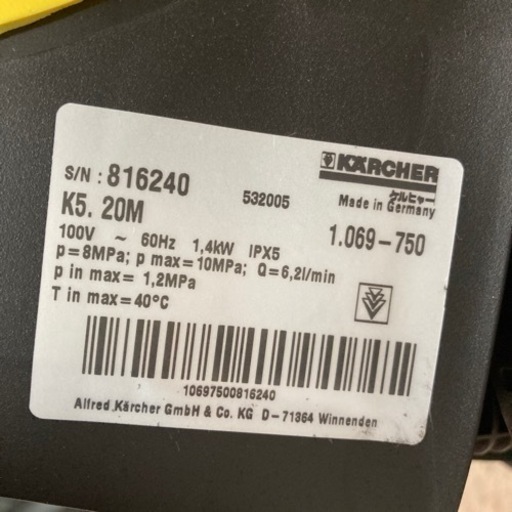 KÄRCHER
ケルヒャー
S/N : 816240
532005
Made in Germany
K5. 20M
1.069-750
100V ~ 60Hz 1,4kW IPX5
p=8MPa; p max=10MPa; Q=6,2l/min
p in max= 1,2MPa
T in max=40°C
10697500816240
Alfred Kärcher GmbH & Co. KG D-71364 Winnenden